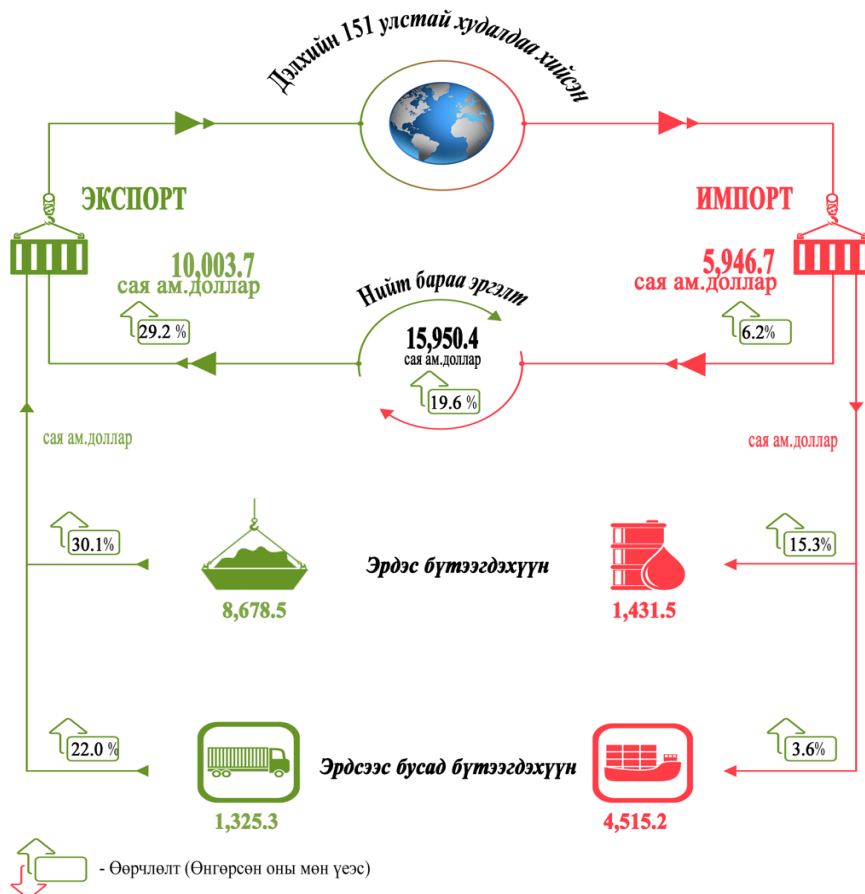 Дэлхийн 151 улстай худалдаа хийсэн
ЭКСПОРТ
ИМПОРТ
10,003.7
сая ам.доллар
29.2 %
5,946.7
сая ам.доллар
6.2%
Нийт бараа эргэлт
15,950.4
сая ам.доллар
19.6 %
сая ам.доллар
сая ам.доллар
30.1%
8,678.5
Эрдэс бүтээгдэхүүн
1,431.5
15.3%
22.0 %
1,325.3
Эрдсээс бусад бүтээгдэхүүн
4,515.2
3.6%
- Өөрчлөлт (Өнгөрсөн оны мөн үеэс)